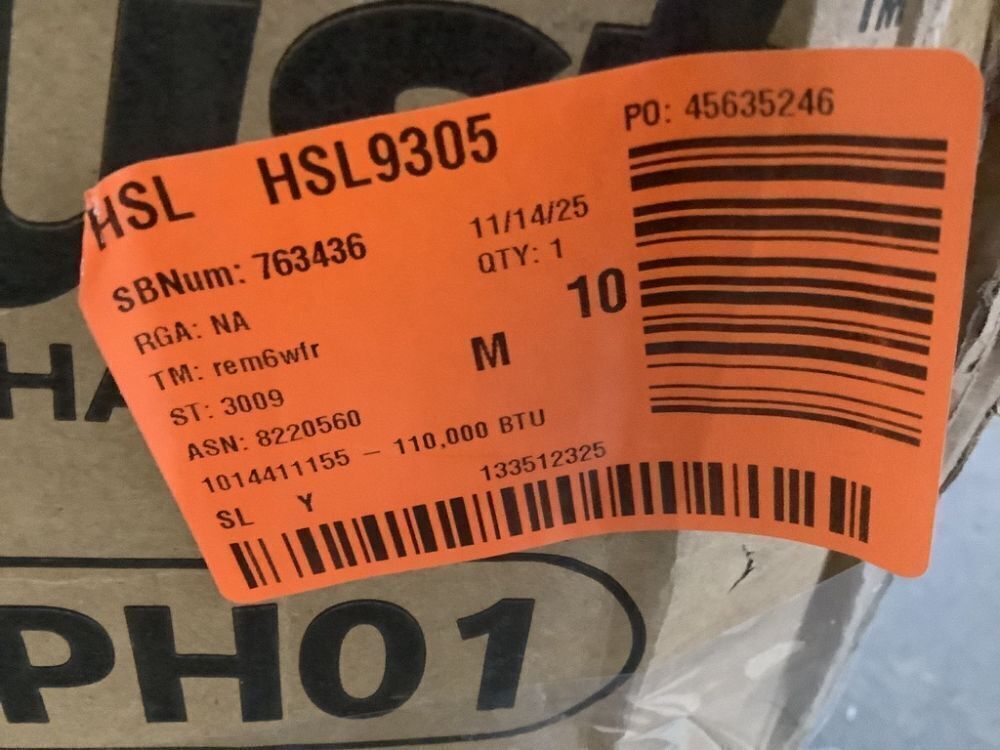 TM
HSL HSL9305 PO: 45635246
SBNum: 763436 11/14/25
RGA: NA QTY: 1
TM: rem6wfr M 10
ST: 3009
ASN: 8220560
1014411155 - 110,000 BTU
SL Y 133512325
PH01